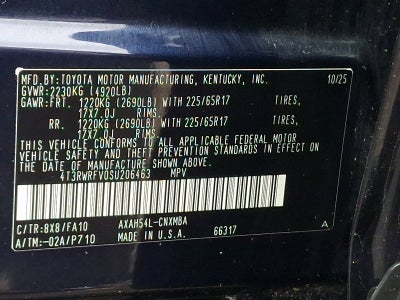 MFD.BY:TOYOTA MOTOR MANUFACTURING, KENTUCKY, INC. 10/25
GVWR:2230KG (4920LB)
GAWR:FRT. 1220KG (2690LB) WITH 225/65R17 TIRES,
17X7.0J RIMS,
RR. 1220KG (2690LB) WITH 225/65R17 TIRES,
17X7.0J RIMS,
THIS VEHICLE CONFORMS TO ALL APPLICABLE FEDERAL MOTOR
VEHICLE SAFETY AND THEFT PREVENTION STANDARDS IN EFFECT ON
THE DATE OF MANUFACTURE SHOWN ABOVE.
4T3RWRFV0SU206463 MPV
C/TR:8X8/FA10 AXAH54L-CNXMBA
A/TM:-02A/P710 MADE IN U.S.A. 66317 A